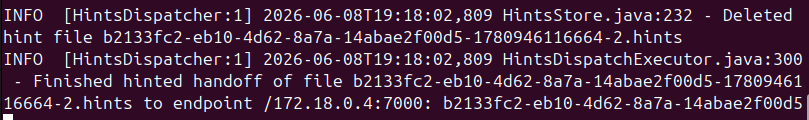 INFO  [HintsDispatcher:1] 2026-06-08T19:18:02,809 HintsStore.java:232 - Deleted
hint file b2133fc2-eb10-4d62-8a7a-14abae2f00d5-1780946116664-2.hints
INFO  [HintsDispatcher:1] 2026-06-08T19:18:02,809 HintsDispatchExecutor.java:300
 - Finished hinted handoff of file b2133fc2-eb10-4d62-8a7a-14abae2f00d5-17809461
16664-2.hints to endpoint /172.18.0.4:7000: b2133fc2-eb10-4d62-8a7a-14abae2f00d5